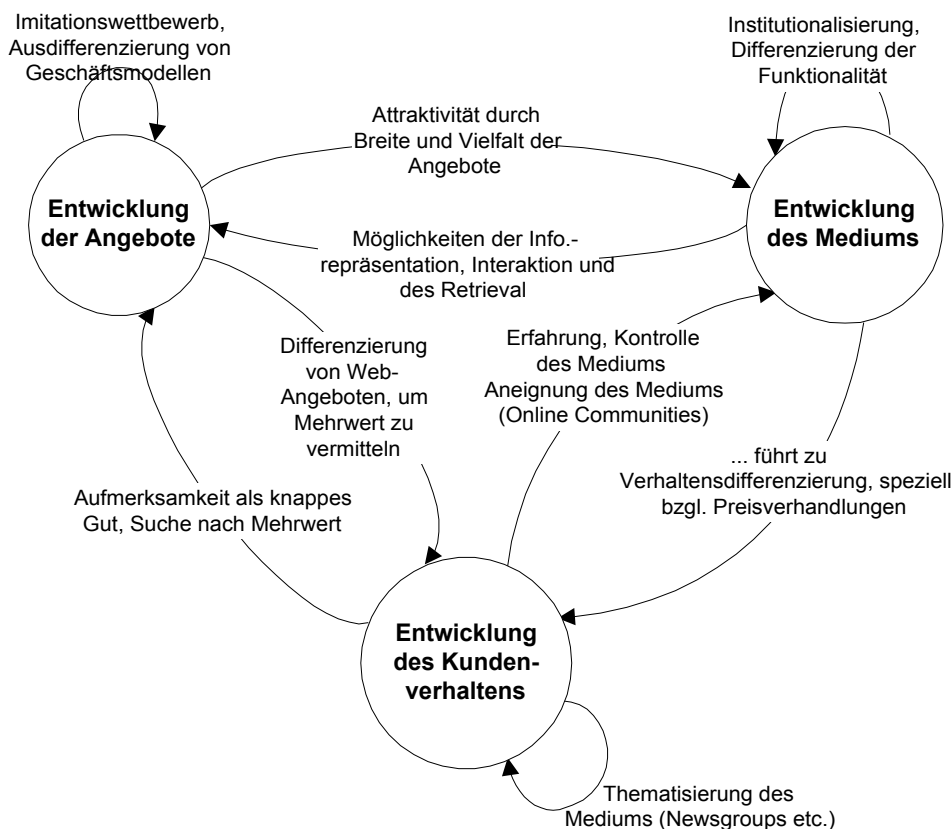 Imitationswettbewerb,
Ausdifferenzierung von
Geschäftsmodellen
Institutionalisierung,
Differenzierung der
Funktionalität
Attraktivität durch
Breite und Vielfalt der
Angebote
Entwicklung
der Angebote
Entwicklung
des Mediums
Möglichkeiten der Info.-
repräsentation, Interaktion und
des Retrieval
Differenzierung
von Web-
Angeboten, um
Mehrwert zu
vermitteln
Erfahrung, Kontrolle
des Mediums
Aneignung des Mediums
(Online Communities)
... führt zu
Verhaltensdifferenzierung, speziell
bzgl. Preisverhandlungen
Aufmerksamkeit als knappes
Gut, Suche nach Mehrwert
Entwicklung
des Kunden-
verhaltens
Thematisierung des
Mediums (Newsgroups etc.)